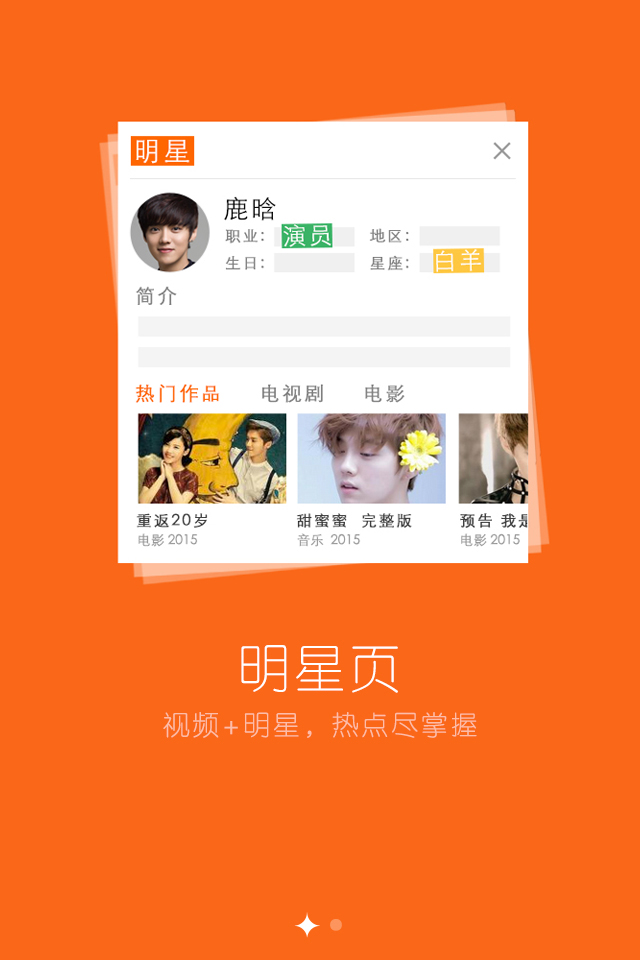 明星
鹿晗
职业： 演员 地区：
生日： 星座： 白羊
简介
热门作品 电视剧 电影
重返20岁 甜蜜蜜 完整版 预告 我是
电影 2015 音乐 2015 电影 2015
明星页
视频+明星，热点尽掌握